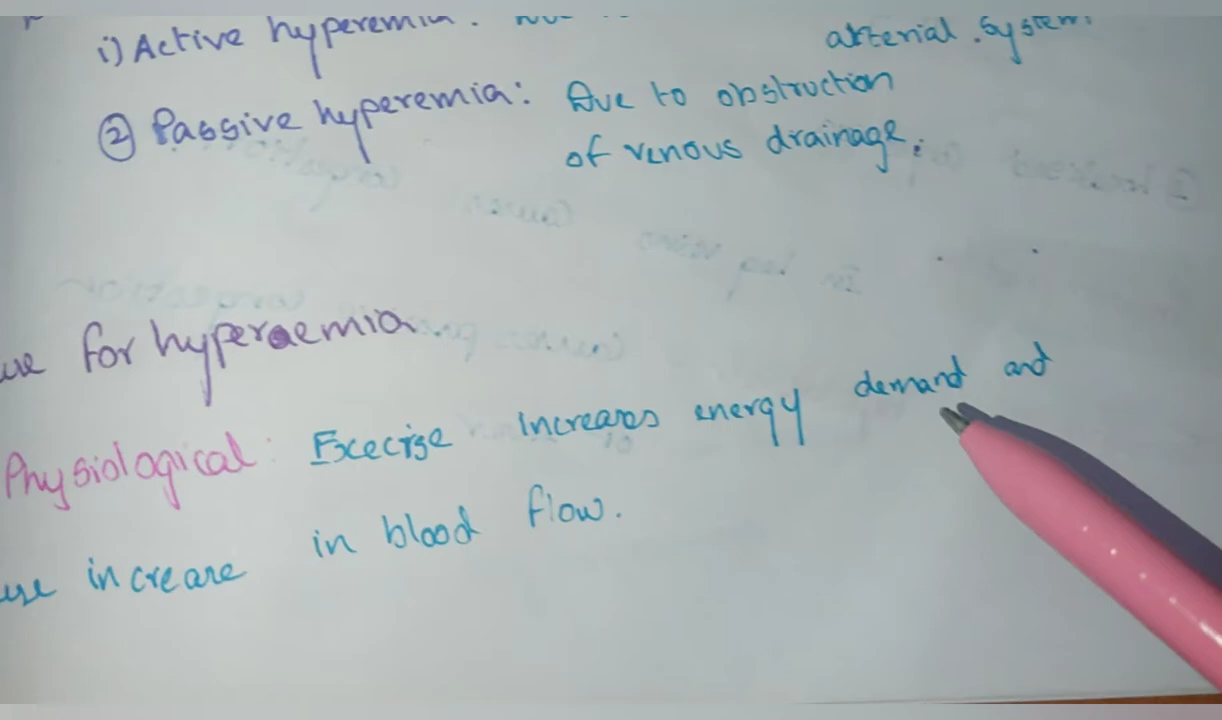 i) Active hyperemia:
arterial system.
② Passive hyperemia: Due to obstruction
of venous drainage.
for hyperaemia
Physiological: Execise increases energy demand and
increase in blood flow.